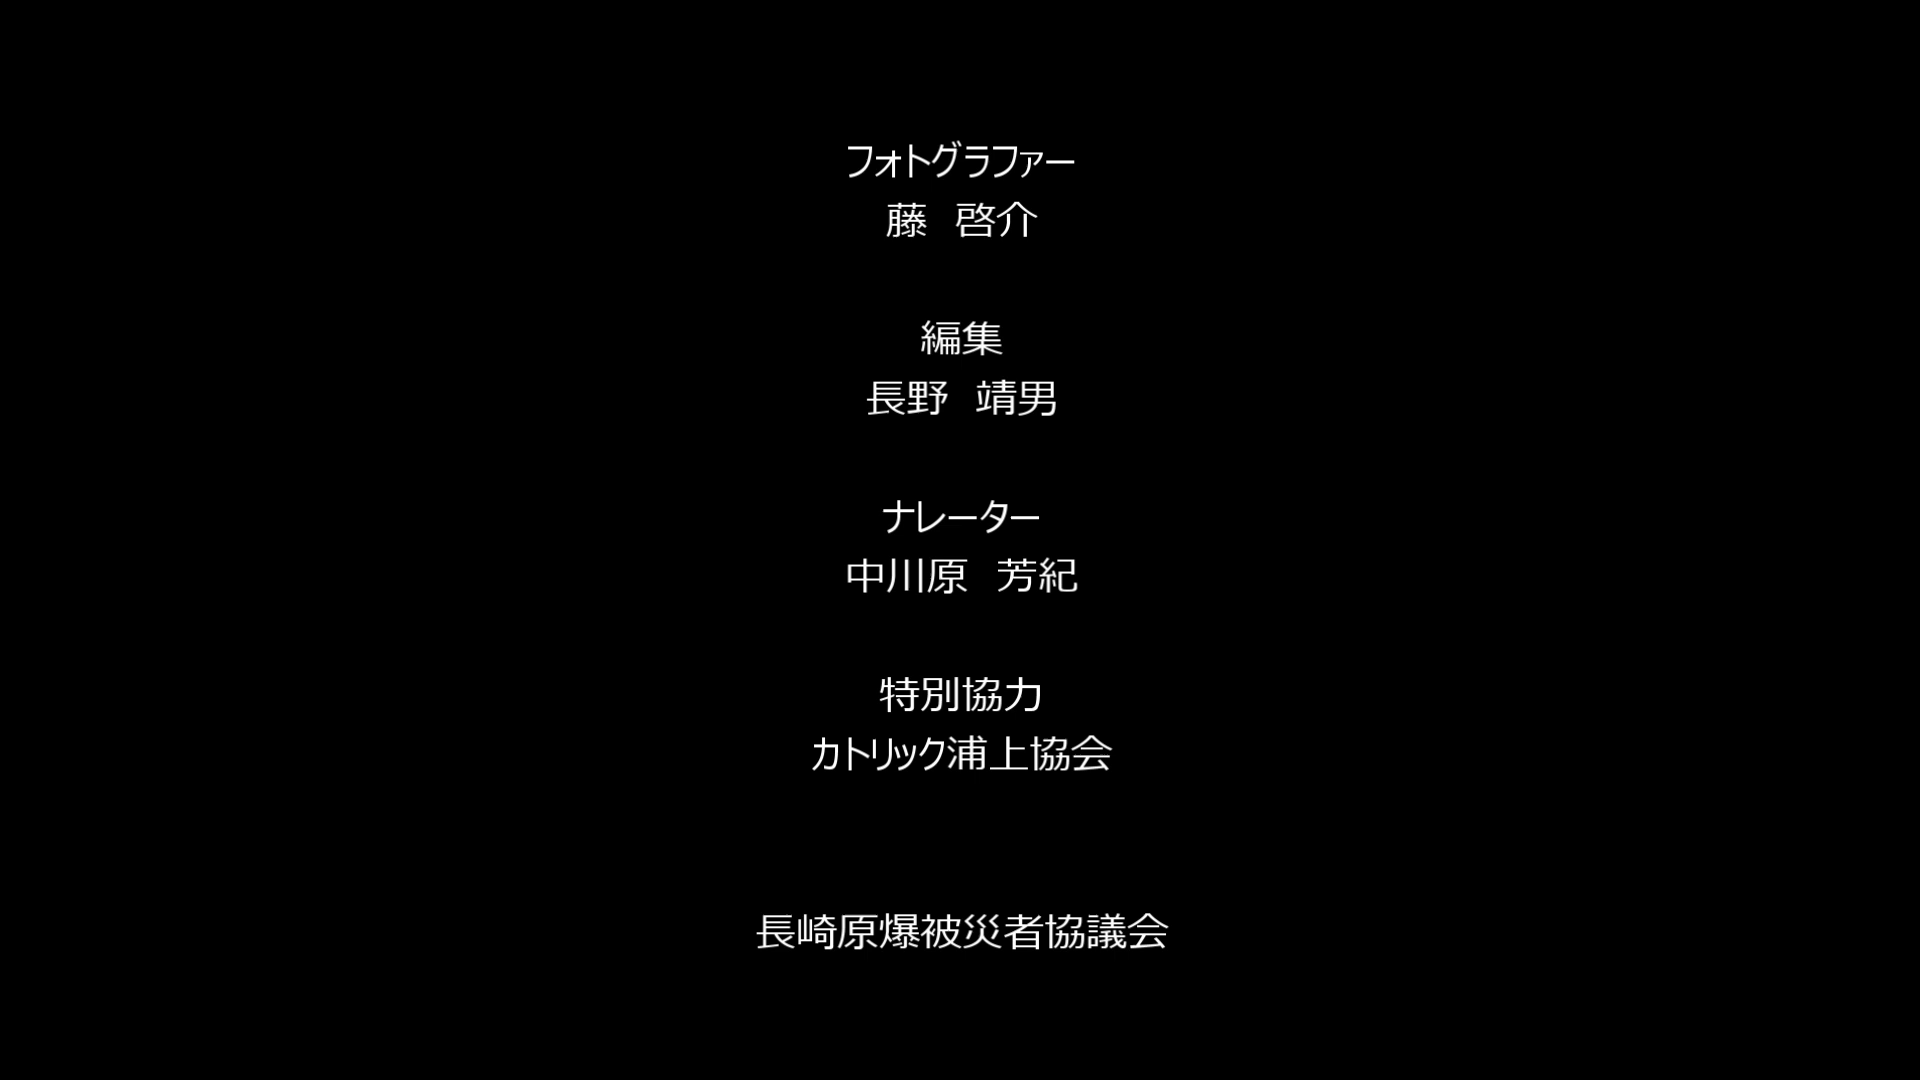 フォトグラファー
藤　啓介
編集
長野　靖男
ナレーター
中川原　芳紀
特別協力
カトリック浦上協会
長崎原爆被災者協議会